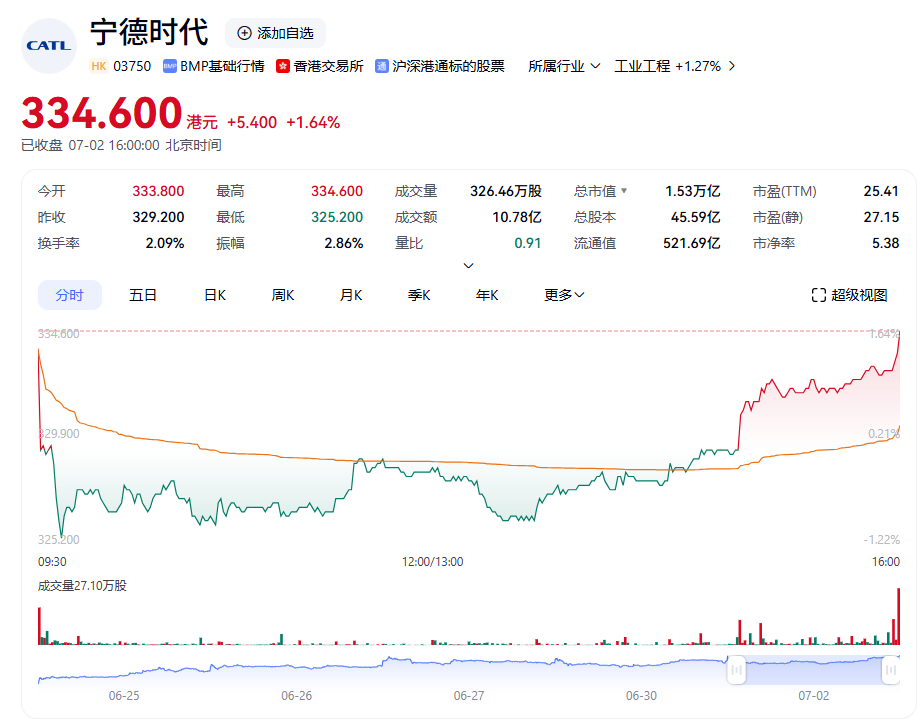 CATL 宁德时代 添加自选
HK 03750 BMP BMP基础行情 香港交易所 通 沪深港通标的股票 所属行业 工业工程 +1.27%
334.600 港元 +5.400 +1.64%
已收盘 07-02 16:00:00 北京时间
今开 333.800 最高 334.600 成交量 326.46万股 总市值 1.53万亿 市盈(TTM) 25.41
昨收 329.200 最低 325.200 成交额 10.78亿 总股本 45.59亿 市盈(静) 27.15
换手率 2.09% 振幅 2.86% 量比 0.91 流通值 521.69亿 市净率 5.38
分时 五日 日K 周K 月K 季K 年K 更多 超级视图
334.600 1.64%
329.900 0.21%
325.200 -1.22%
09:30 12:00/13:00 16:00
成交量27.10万股
06-25 06-26 06-27 06-30 07-02